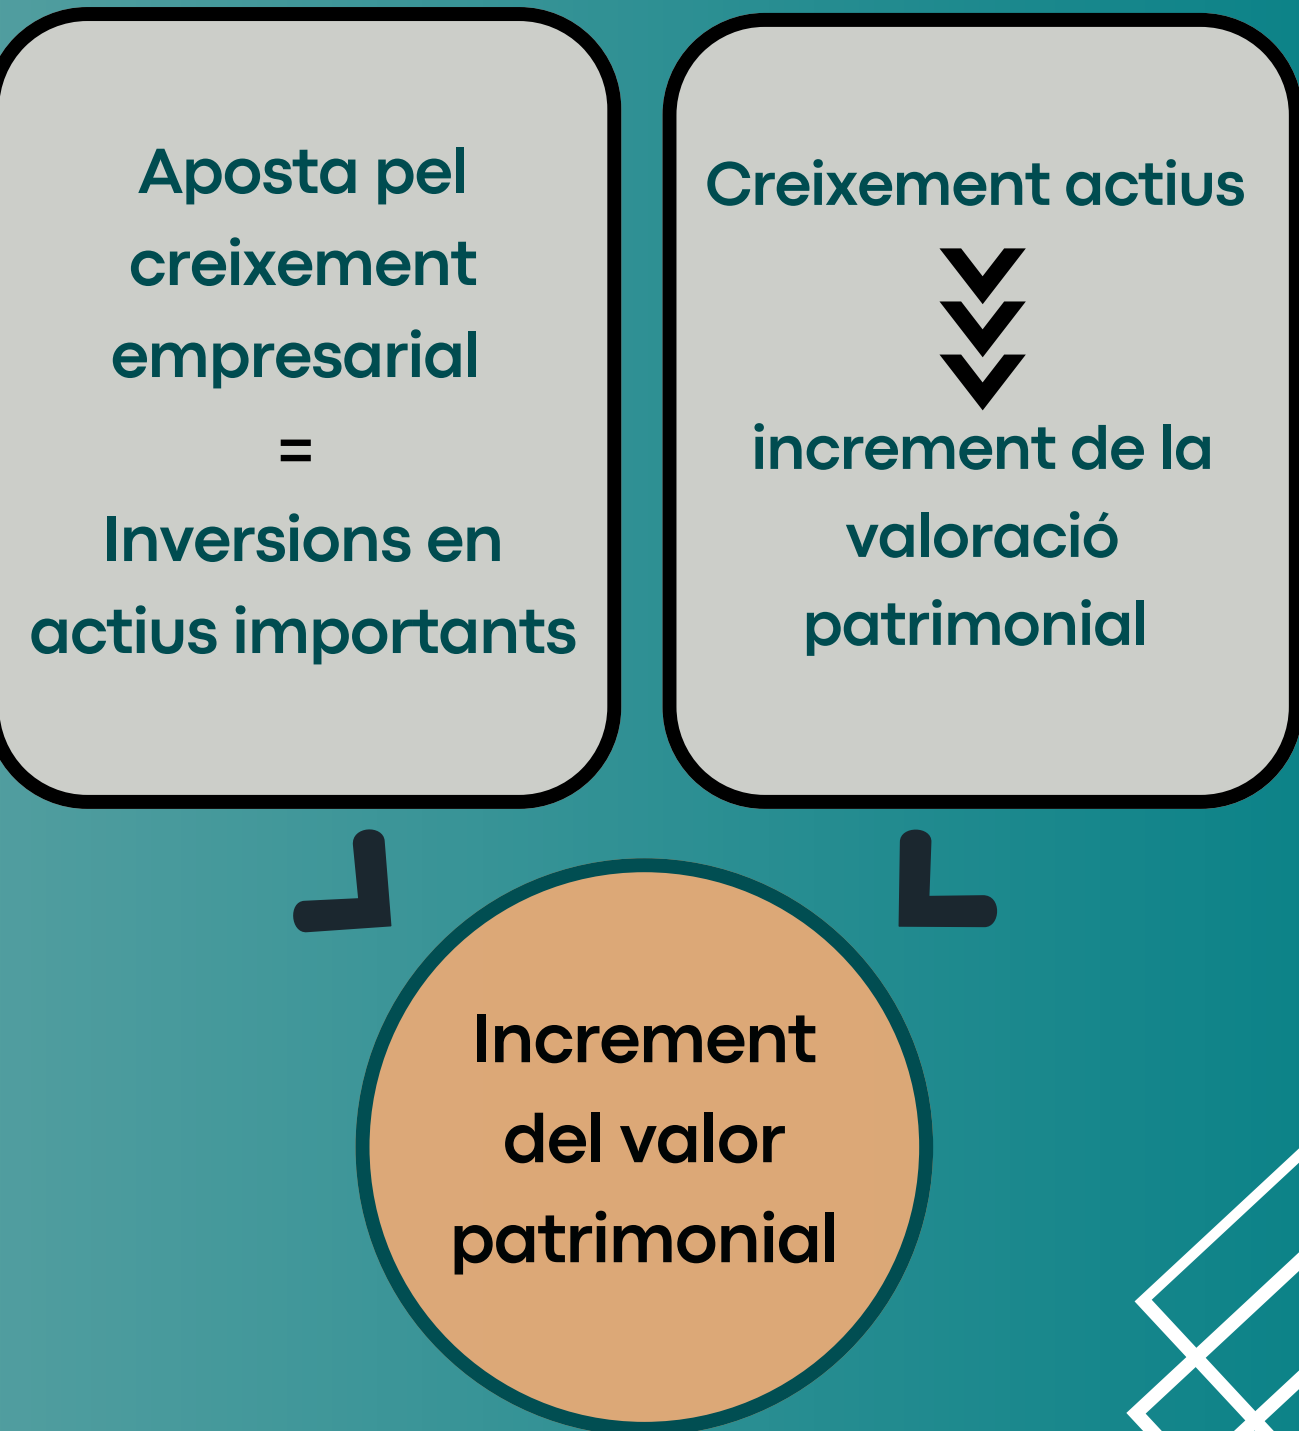 Aposta pel
creixement
empresarial
=
Inversions en
actius importants
Creixement actius
increment de la
valoració
patrimonial
Increment
del valor
patrimonial